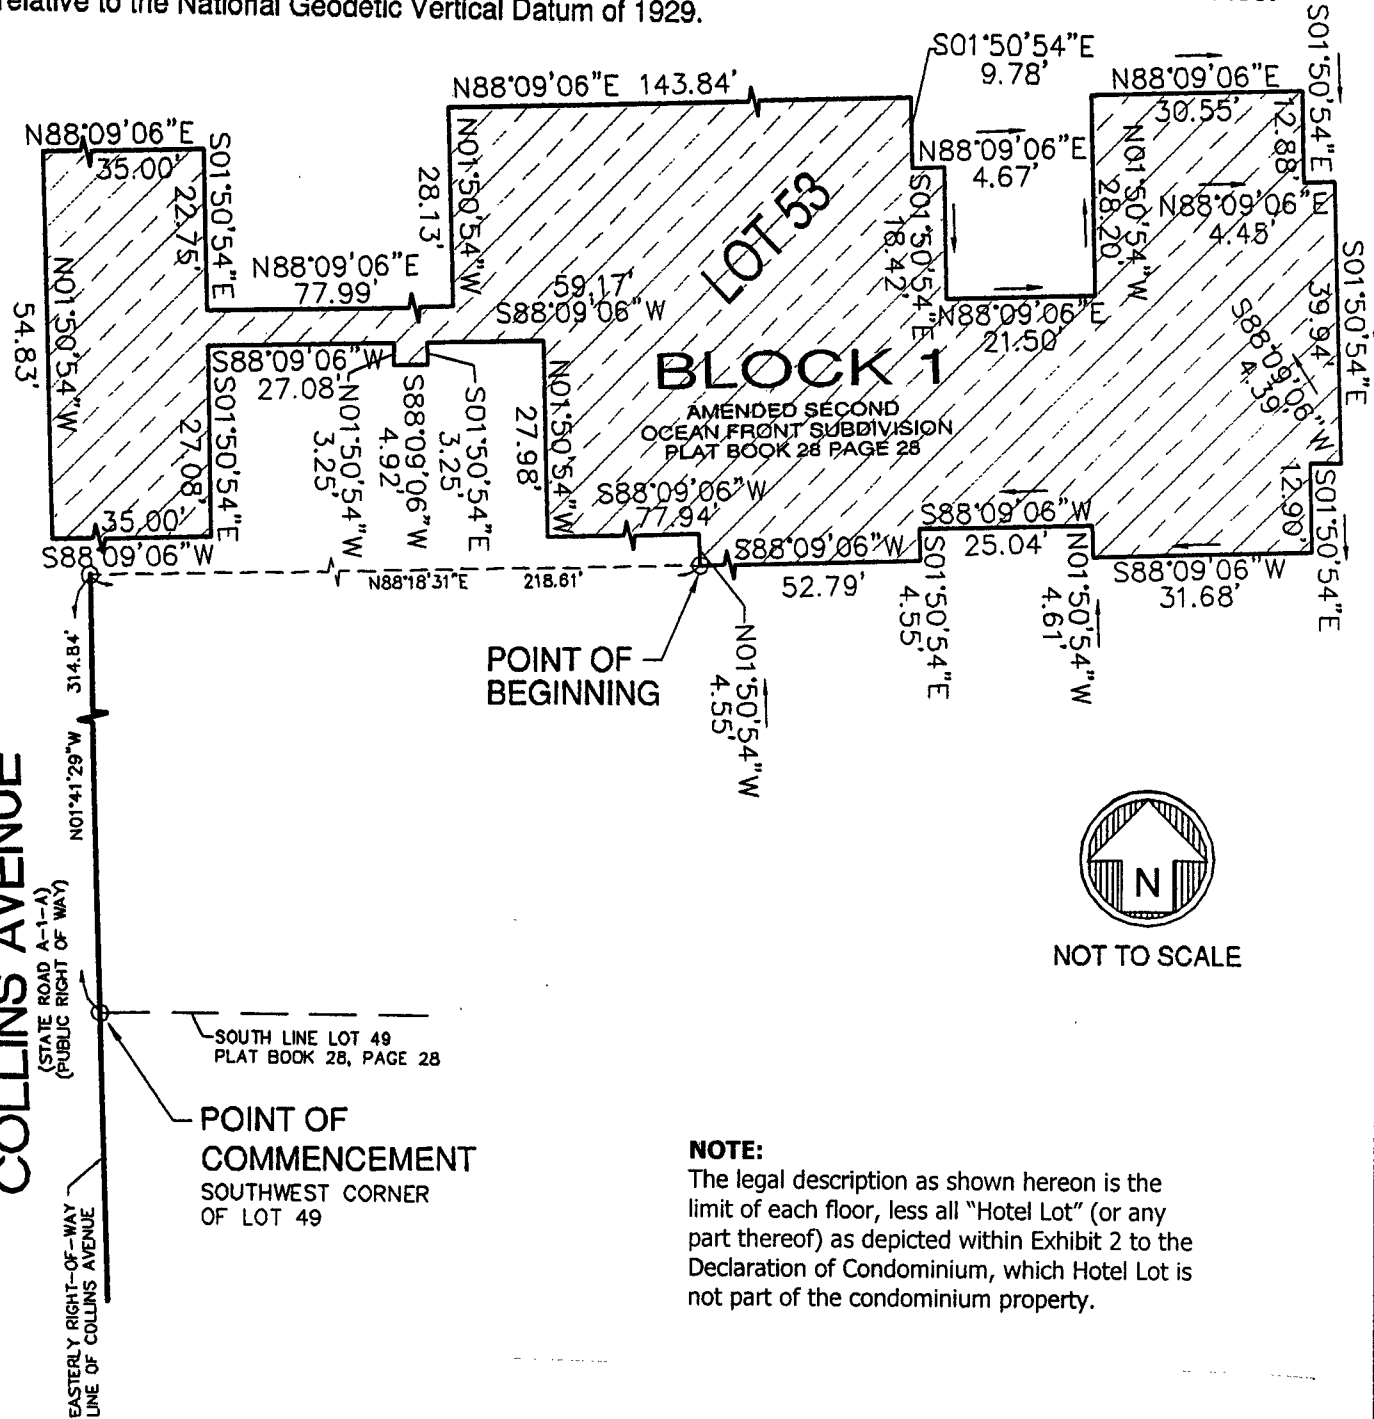 relative to the National Geodetic Vertical Datum of 1929.
S01°50'54"E
9.78'
S01°50'54"E
12.88'
N88°09'06"E 143.84'
N88°09'06"E
30.55'
N88°09'06"E
35.00'
S01°50'54"E
22.75'
N01°50'54"W
28.13'
N88°09'06"E
4.67'
N01°50'54"W
28.20'
N88°09'06"E
4.45'
LOT 53
S01°50'54"E
18.42'
N88°09'06"E
77.99'
59.17'
S88°09'06"W
N88°09'06"E
21.50'
S01°50'54"E
39.94'
S88°09'06"W
4.39'
N01°50'54"W
54.83'
S88°09'06"W
27.08'
S01°50'54"E
27.08'
N01°50'54"W
3.25'
S88°09'06"W
4.92'
S01°50'54"E
3.25'
N01°50'54"W
27.98'
BLOCK 1
AMENDED SECOND
OCEAN FRONT SUBDIVISION
PLAT BOOK 28 PAGE 28
S88°09'06"W
77.94'
S88°09'06"W
25.04'
S01°50'54"E
12.90'
35.00'
S88°09'06"W
S88°09'06"W
52.79'
S88°09'06"W
31.68'
N88°18'31"E 218.61'
S01°50'54"E
4.55'
N01°50'54"W
4.61'
N01°50'54"W
4.55'
POINT OF
BEGINNING
N01°41'29"W 314.84'
COLLINS AVENUE
(STATE ROAD A-1-A)
(PUBLIC RIGHT OF WAY)
N
NOT TO SCALE
SOUTH LINE LOT 49
PLAT BOOK 28, PAGE 28
POINT OF
COMMENCEMENT
SOUTHWEST CORNER
OF LOT 49
EASTERLY RIGHT-OF-WAY
LINE OF COLLINS AVENUE
NOTE:
The legal description as shown hereon is the
limit of each floor, less all "Hotel Lot" (or any
part thereof) as depicted within Exhibit 2 to the
Declaration of Condominium, which Hotel Lot is
not part of the condominium property.